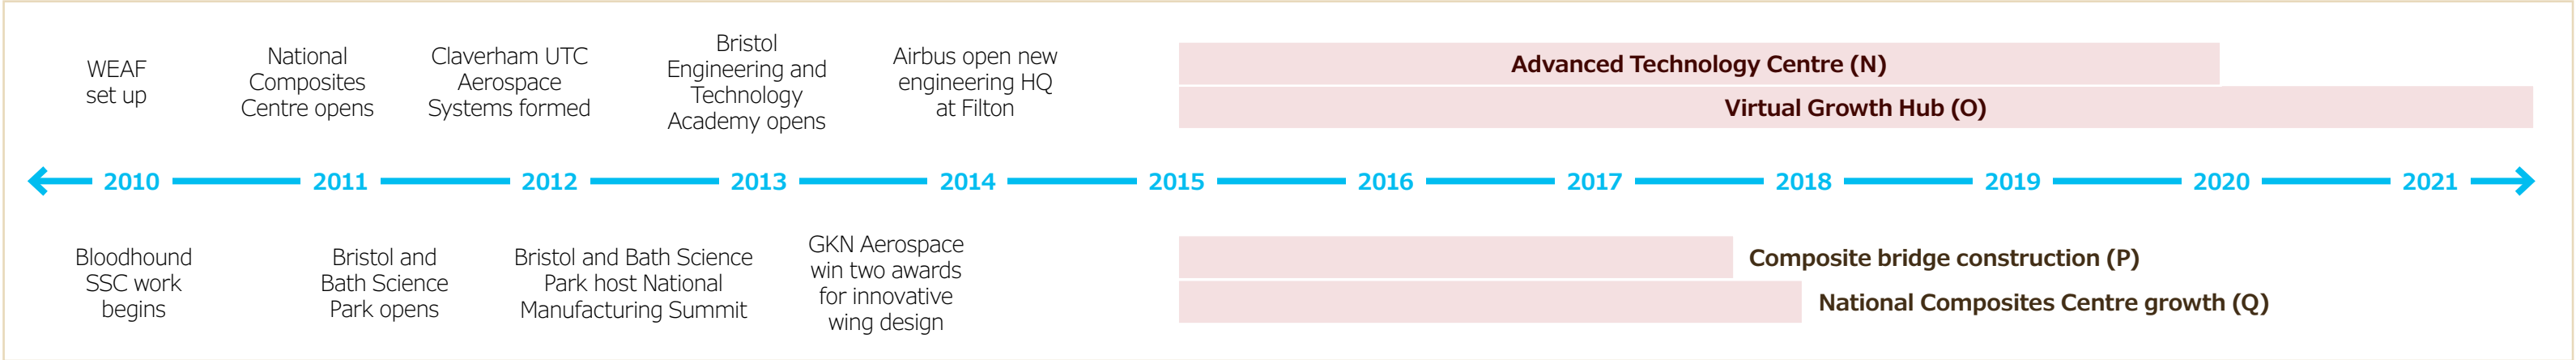 WEAF
set up
National
Composites
Centre opens
Claverham UTC
Aerospace
Systems formed
Bristol
Engineering and
Technology
Academy opens
Airbus open new
engineering HQ
at Filton
Advanced Technology Centre (N)
Virtual Growth Hub (O)
2010 2011 2012 2013 2014 2015 2016 2017 2018 2019 2020 2021
Bloodhound
SSC work
begins
Bristol and
Bath Science
Park opens
Bristol and Bath Science
Park host National
Manufacturing Summit
GKN Aerospace
win two awards
for innovative
wing design
Composite bridge construction (P)
National Composites Centre growth (Q)